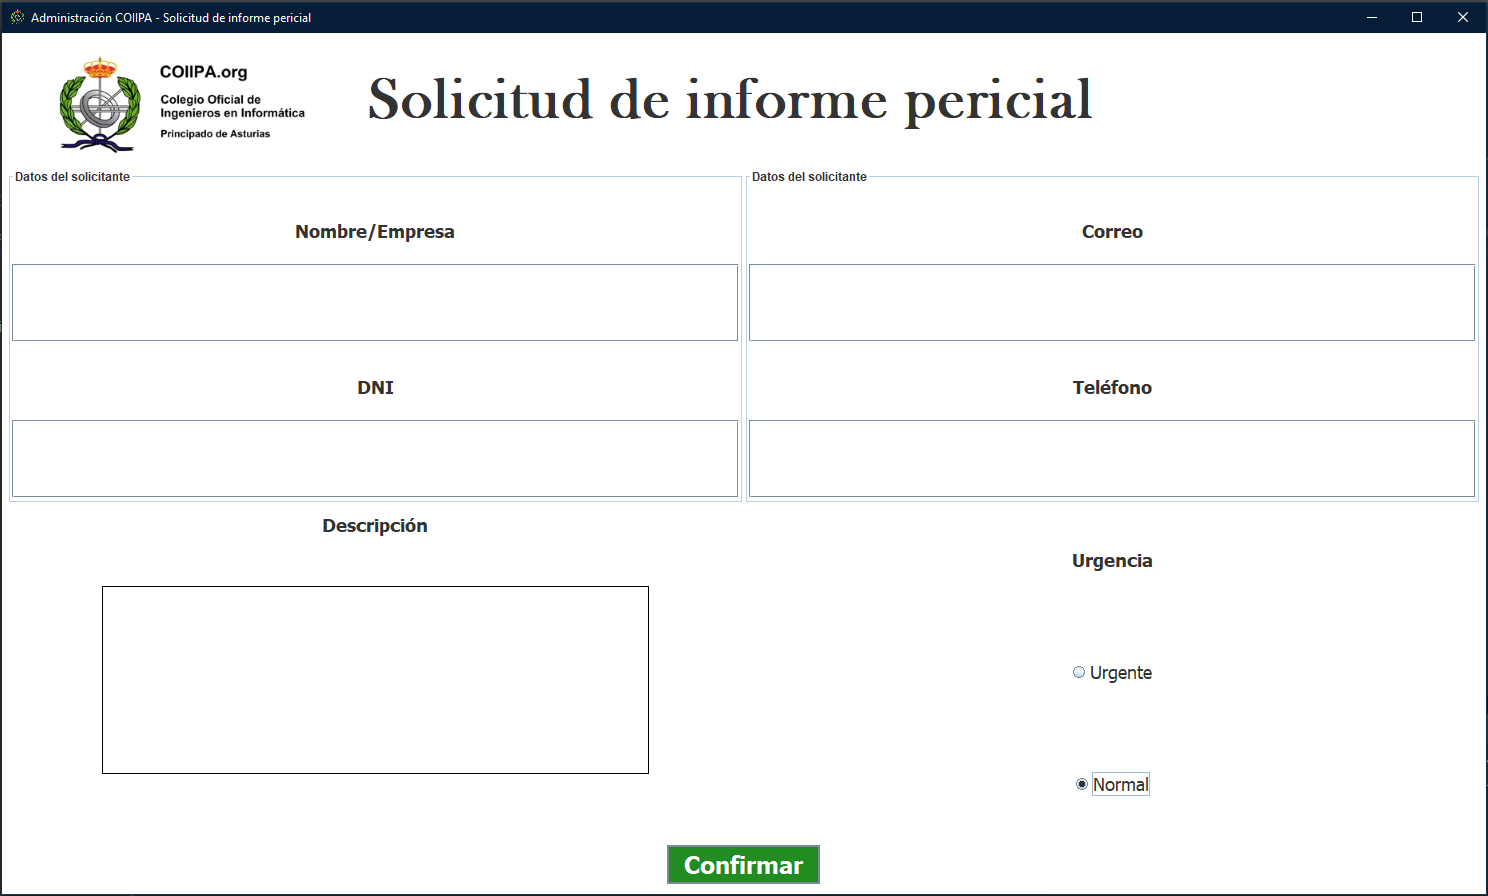 Administración COIIPA - Solicitud de informe pericial
COIIPA.org
Colegio Oficial de
Ingenieros en Informática
Principado de Asturias
Solicitud de informe pericial
Datos del solicitante
Datos del solicitante
Nombre/Empresa
Correo
DNI
Teléfono
Descripción
Urgencia
Urgente
Normal
Confirmar